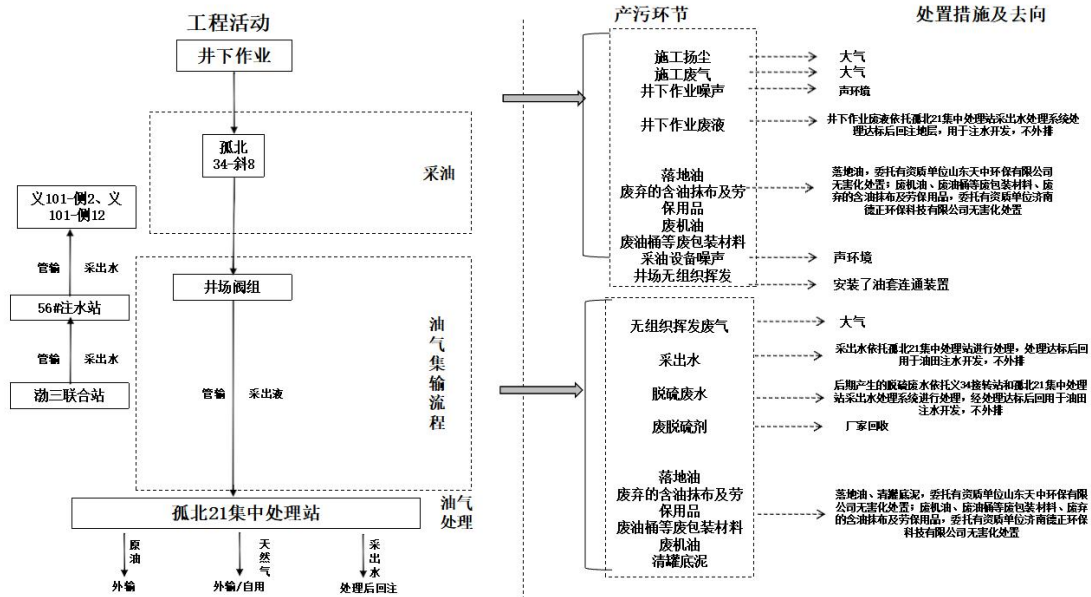 工程活动
产污环节
处置措施及去向
井下作业
采油
孤北
34-斜8
义101-侧2、义
101-侧12
管输
采出水
56#注水站
管输
采出水
渤三联合站
井场阀组
油气集输流程
管输
采出液
油气
处理
孤北21集中处理站
原油
天然气
采出水
外输
外输/自用
处理后回注
施工扬尘
大气
施工废气
大气
井下作业噪声
声环境
井下作业废液
井下作业废液依托孤北21集中处理站采出水处理系统处
理达标后回注地层，用于注水开发，不外排
落地油
废弃的含油抹布及劳
保用品
废机油
废油桶等废包装材料
落地油，委托有资质单位山东天中环保有限公司
无害化处置；废机油、废油桶等废包装材料、废
弃的含油抹布及劳保用品，委托有资质单位济南
德正环保科技有限公司无害化处置
采油设备噪声
声环境
井场无组织挥发
安装了油套连通装置
无组织挥发废气
大气
采出水
采出水依托孤北21集中处理站进行处理，处理达标后回
用于油田注水开发，不外排
脱硫废水
后期产生的脱硫废水依托义34接转站和孤北21集中处理
站采出水处理系统进行处理，经处理达标后回用于油田
注水开发，不外排
废脱硫剂
厂家回收
落地油
废弃的含油抹布及劳
保用品
废油桶等废包装材料
废机油
清罐底泥
落地油、清罐底泥，委托有资质单位山东天中环保有限
公司无害化处置；废机油、废油桶等废包装材料、废弃
的含油抹布及劳保用品，委托有资质单位济南德正环保
科技有限公司无害化处置